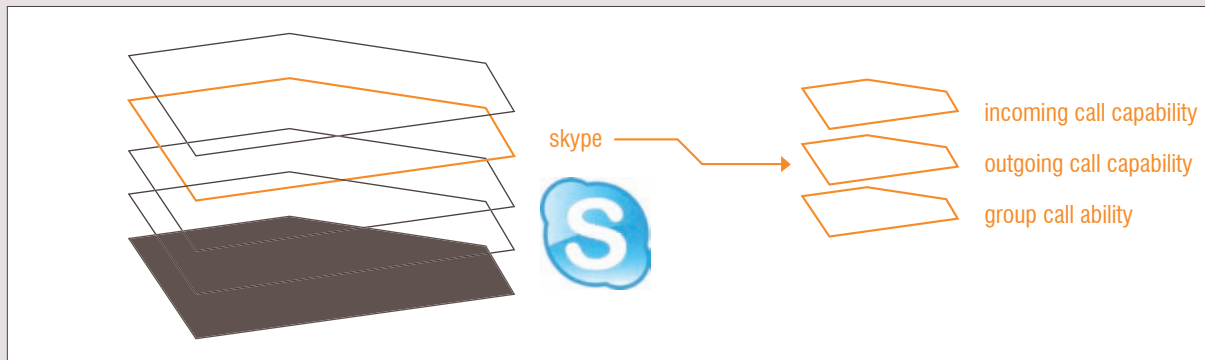 skype
S
incoming call capability
outgoing call capability
group call ability